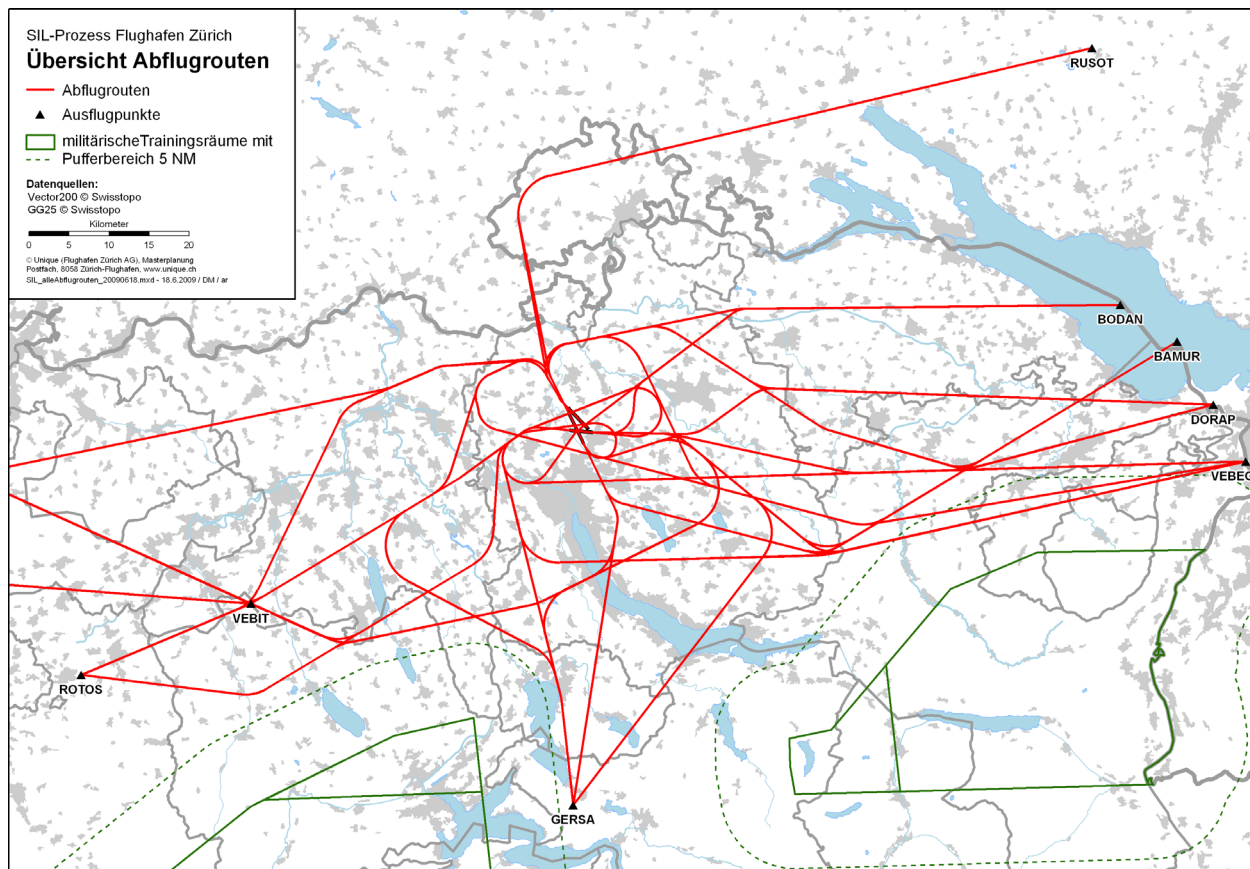 SIL-Prozess Flughafen Zürich
Übersicht Abflugrouten
Abflugrouten
Ausflugpunkte
militärischeTrainingsräume mit
Pufferbereich 5 NM
Datenquellen:
Vector200 © Swisstopo
GG25 © Swisstopo
Kilometer
0 5 10 15 20
© Unique (Flughafen Zürich AG), Masterplanung
Postfach, 8058 Zürich-Flughafen, www.unique.ch
SIL_alleAbflugrouten_20090618.mxd - 18.6.2009 / DM / ar
RUSOT
BODAN
BAMUR
DORAP
VEBEG
VEBIT
ROTOS
GERSA